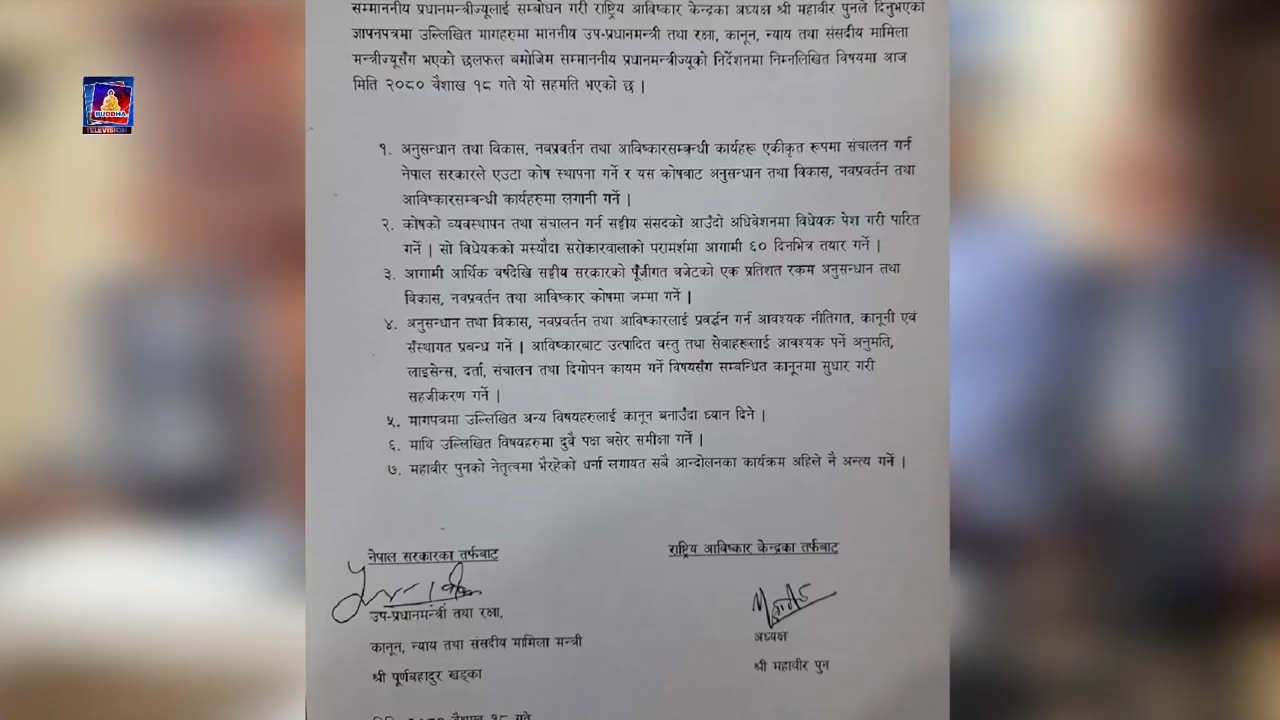 BUDDHA
TELEVISION
सम्माननीय प्रधानमन्त्रीज्यूलाई सम्बोधन गरी राष्ट्रिय आविष्कार केन्द्रका अध्यक्ष श्री महावीर पुनले दिनुभएको
ज्ञापनपत्रमा उल्लिखित मागहरुमा माननीय उप-प्रधानमन्त्री तथा रक्षा, कानून, न्याय तथा संसदीय मामिला
मन्त्रीज्यूसँग भएको छलफल बमोजिम सम्माननीय प्रधानमन्त्रीज्यूको निर्देशनमा निम्नलिखित विषयमा आज
मिति २०८० वैशाख १८ गते यो सहमति भएको छ |
१. अनुसन्धान तथा विकास, नवप्रवर्तन तथा आविष्कारसम्बन्धी कार्यहरू एकीकृत रूपमा संचालन गर्न
नेपाल सरकारले एउटा कोष स्थापना गर्ने र यस कोषबाट अनुसन्धान तथा विकास, नवप्रवर्तन तथा
आविष्कारसम्बन्धी कार्यहरुमा लगानी गर्ने |
२. कोषको व्यवस्थापन तथा संचालन गर्न सङ्घीय संसदको आउँदो अधिवेशनमा विधेयक पेश गरी पारित
गर्ने | सो विधेयकको मस्यौदा सरोकारवालाको परामर्शमा आगामी ६० दिनभित्र तयार गर्ने |
३. आगामी आर्थिक वर्षदेखि सङ्घीय सरकारको पूँजीगत बजेटको एक प्रतिशत रकम अनुसन्धान तथा
विकास, नवप्रवर्तन तथा आविष्कार कोषमा जम्मा गर्ने |
४. अनुसन्धान तथा विकास, नवप्रवर्तन तथा आविष्कारलाई प्रवर्द्धन गर्न आवश्यक नीतिगत, कानूनी एवं
संस्थागत प्रबन्ध गर्ने | आविष्कारबाट उत्पादित वस्तु तथा सेवाहरूलाई आवश्यक पर्ने अनुमति,
लाइसेन्स, दर्ता, संचालन तथा दिगोपन कायम गर्ने विषयसँग सम्बन्धित कानूनमा सुधार गरी
सहजीकरण गर्ने |
५. मागपत्रमा उल्लिखित अन्य विषयहरुलाई कानून बनाउँदा ध्यान दिने |
६. माथि उल्लिखित विषयहरुमा दुवै पक्ष बसेर समीक्षा गर्ने |
७. महावीर पुनको नेतृत्वमा भैरहेको धर्ना लगायत सबै आन्दोलनका कार्यक्रम अहिले नै अन्त्य गर्ने |
नेपाल सरकारका तर्फबाट
उप-प्रधानमन्त्री तथा रक्षा,
कानून, न्याय तथा संसदीय मामिला मन्त्री
श्री पूर्णबहादुर खड्का
राष्ट्रिय आविष्कार केन्द्रका तर्फबाट
अध्यक्ष
श्री महावीर पुन
मिति २०८० वैशाख १८ गते